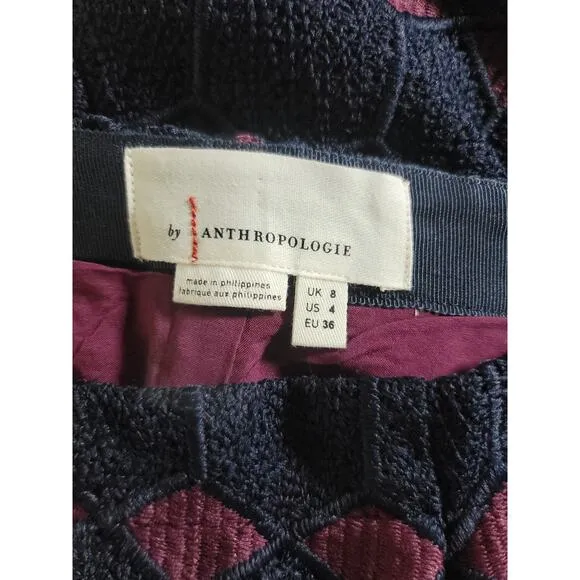 by ANTHROPOLOGIE
made in philippines
fabriqué aux philippines
UK 8
US 4
EU 36